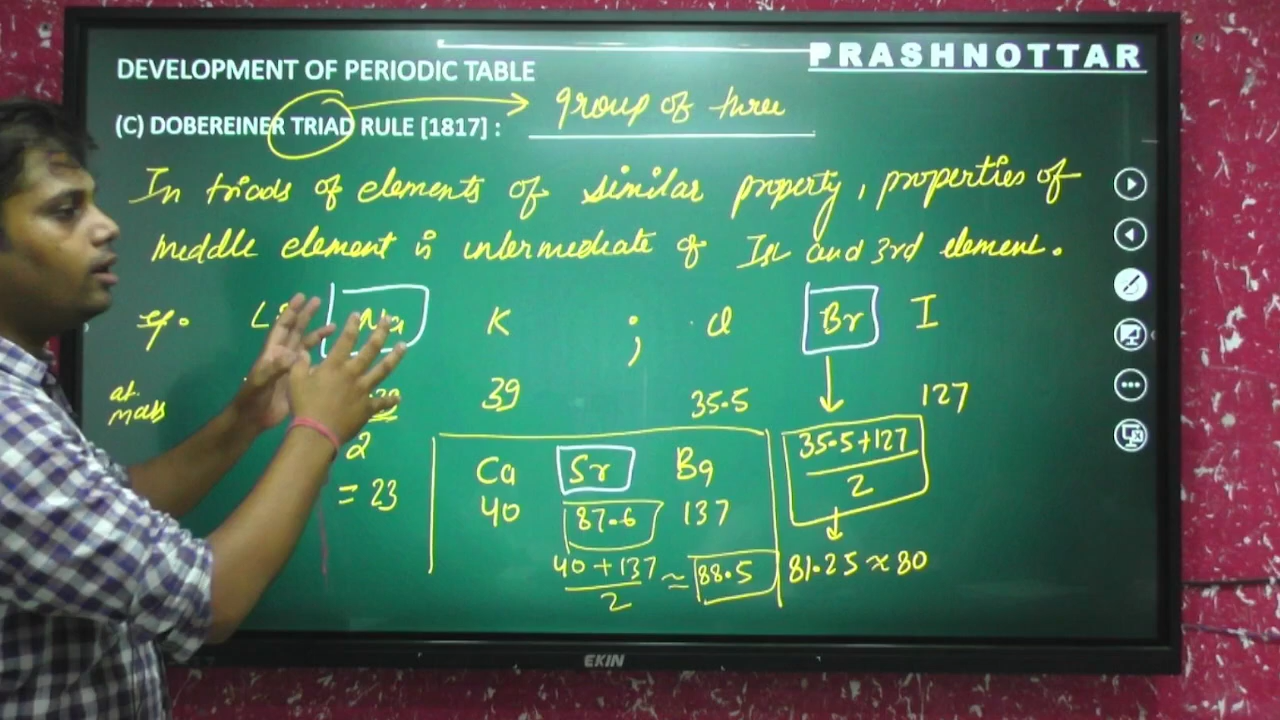 PRASHNOTTAR
DEVELOPMENT OF PERIODIC TABLE
(C) DOBEREINER TRIAD RULE [1817] : group of three
In triads of elements of similar property, properties of
middle element is intermediate of Ist and 3rd element.
eg. Na K ; Cl Br I
at. mass 39 35.5 127
2
= 23
35.5+127
2
81.25 ≈ 80
Ca Sr Ba
40 87.6 137
40 + 137
2
≈ 88.5
EKIN